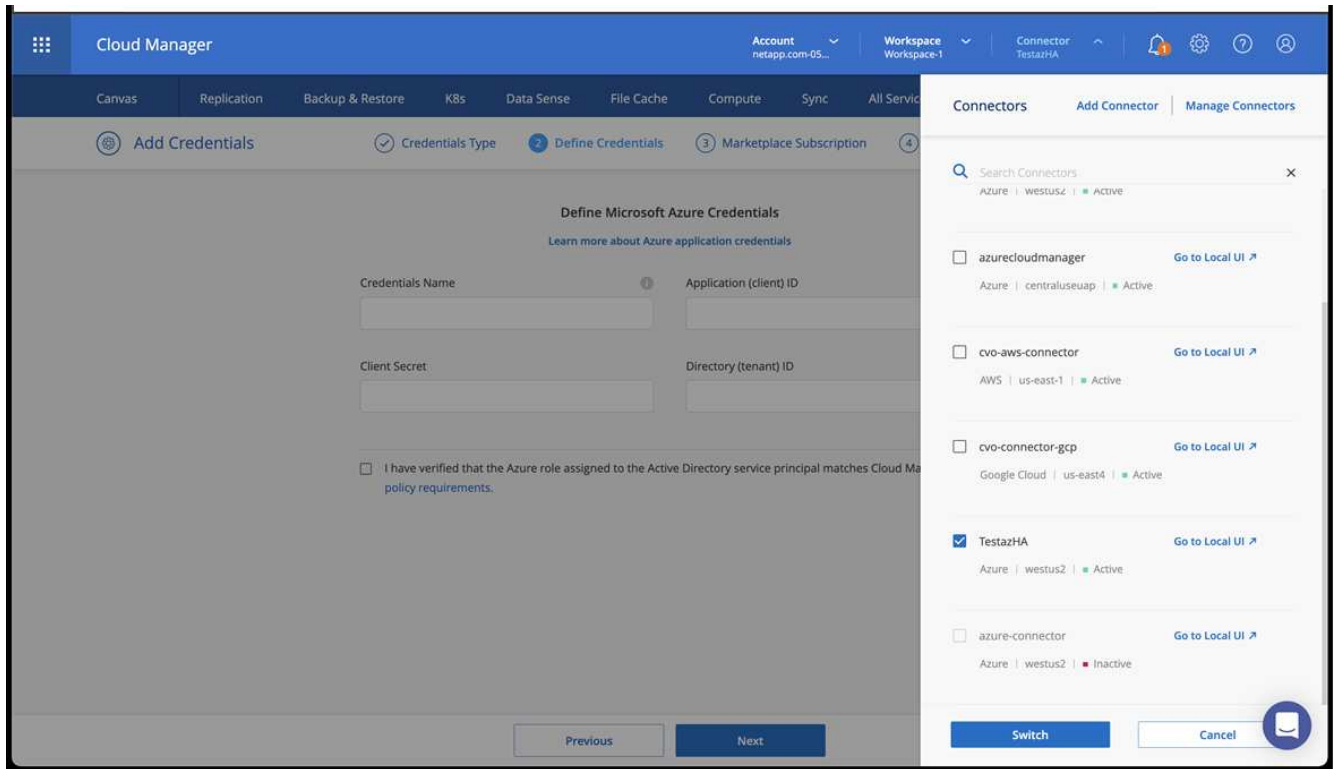 Cloud Manager
Account
netapp.com-05...
Workspace
Workspace-1
Connector
TestazHA
1
Canvas
Replication
Backup & Restore
K8s
Data Sense
File Cache
Compute
Sync
All Servic
Add Credentials
Credentials Type
2 Define Credentials
3 Marketplace Subscription
4
Define Microsoft Azure Credentials
Learn more about Azure application credentials
Credentials Name
Application (client) ID
Client Secret
Directory (tenant) ID
I have verified that the Azure role assigned to the Active Directory service principal matches Cloud Ma
policy requirements.
Previous
Next
Connectors
Add Connector | Manage Connectors
Search Connectors
Azure | westus2 | Active
azurecloudmanager
Go to Local UI
Azure | centraluseuap | Active
cvo-aws-connector
Go to Local UI
AWS | us-east-1 | Active
cvo-connector-gcp
Go to Local UI
Google Cloud | us-east4 | Active
TestazHA
Go to Local UI
Azure | westus2 | Active
azure-connector
Go to Local UI
Azure | westus2 | Inactive
Switch
Cancel